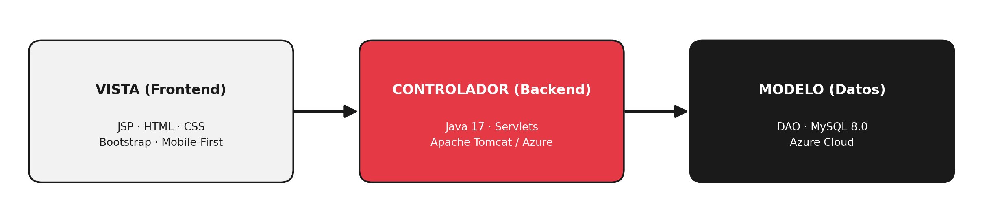 VISTA (Frontend)
JSP · HTML · CSS
Bootstrap · Mobile-First
CONTROLADOR (Backend)
Java 17 · Servlets
Apache Tomcat / Azure
MODELO (Datos)
DAO · MySQL 8.0
Azure Cloud